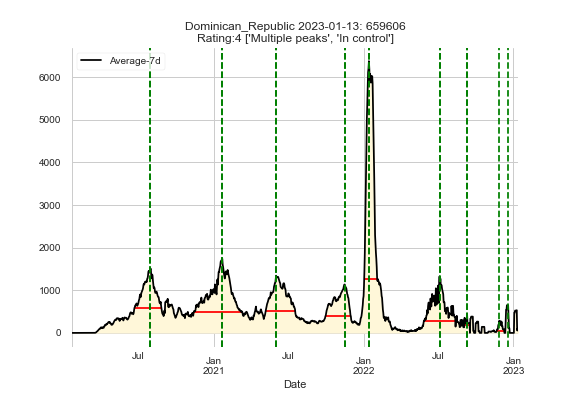 Dominican_Republic 2023-01-13: 659606
Rating:4 ['Multiple peaks', 'In control']
Average-7d
6000
5000
4000
3000
2000
1000
0
Jul
Jan
2021
Jul
Jan
2022
Jul
Jan
2023
Date